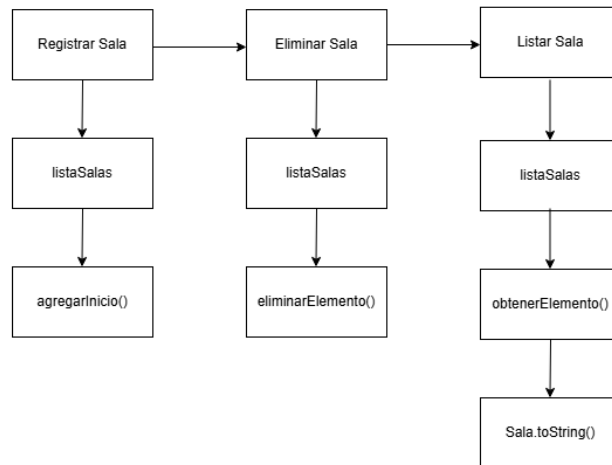 Registrar Sala
Eliminar Sala
Listar Sala
listaSalas
listaSalas
listaSalas
agregarInicio()
eliminarElemento()
obtenerElemento()
Sala.toString()